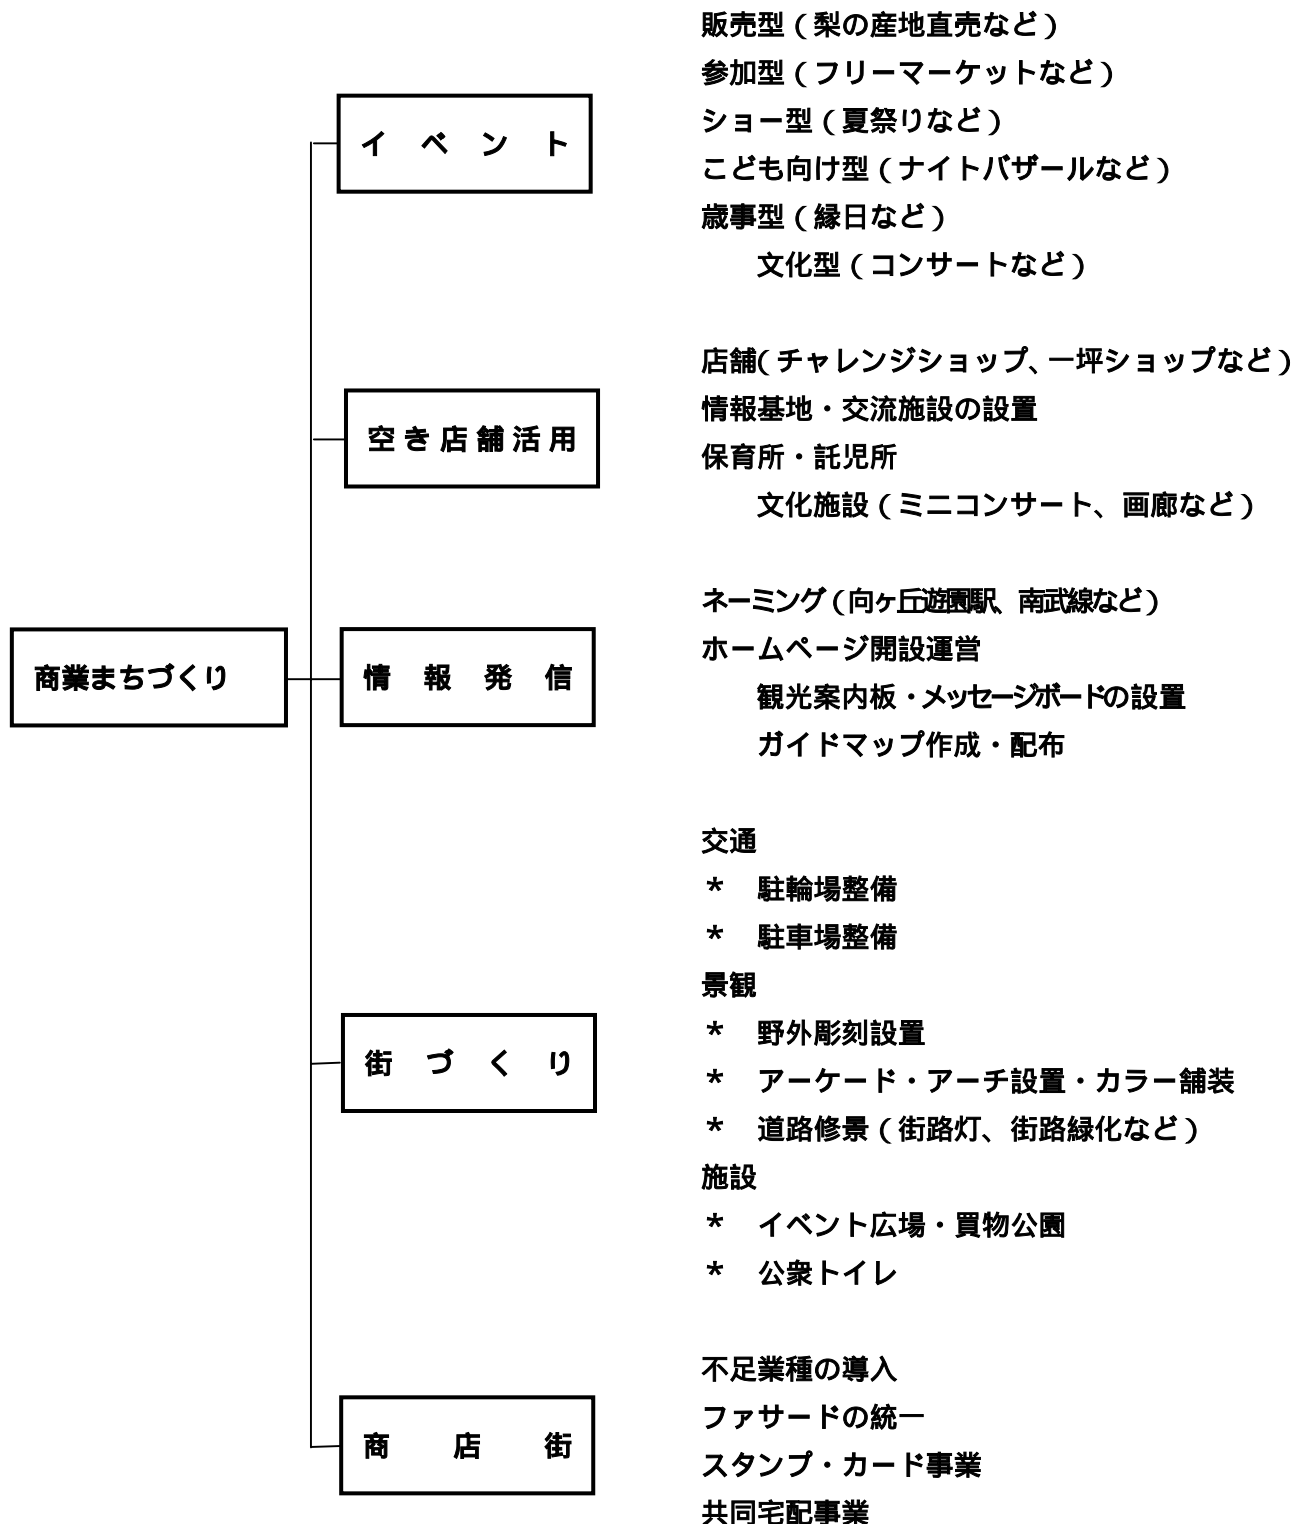 商業まちづくり
イベント
販売型（梨の産地直売など）
参加型（フリーマーケットなど）
ショー型（夏祭りなど）
こども向け型（ナイトバザールなど）
歳事型（縁日など）
文化型（コンサートなど）
空き店舗活用
店舗（チャレンジショップ、一坪ショップなど）
情報基地・交流施設の設置
保育所・託児所
文化施設（ミニコンサート、画廊など）
情報発信
ネーミング（向ヶ丘遊園駅、南武線など）
ホームページ開設運営
観光案内板・メッセージボードの設置
ガイドマップ作成・配布
街づくり
交通
＊　駐輪場整備
＊　駐車場整備
景観
＊　野外彫刻設置
＊　アーケード・アーチ設置・カラー舗装
＊　道路修景（街路灯、街路緑化など）
施設
＊　イベント広場・買物公園
＊　公衆トイレ
商店街
不足業種の導入
ファサードの統一
スタンプ・カード事業
共同宅配事業